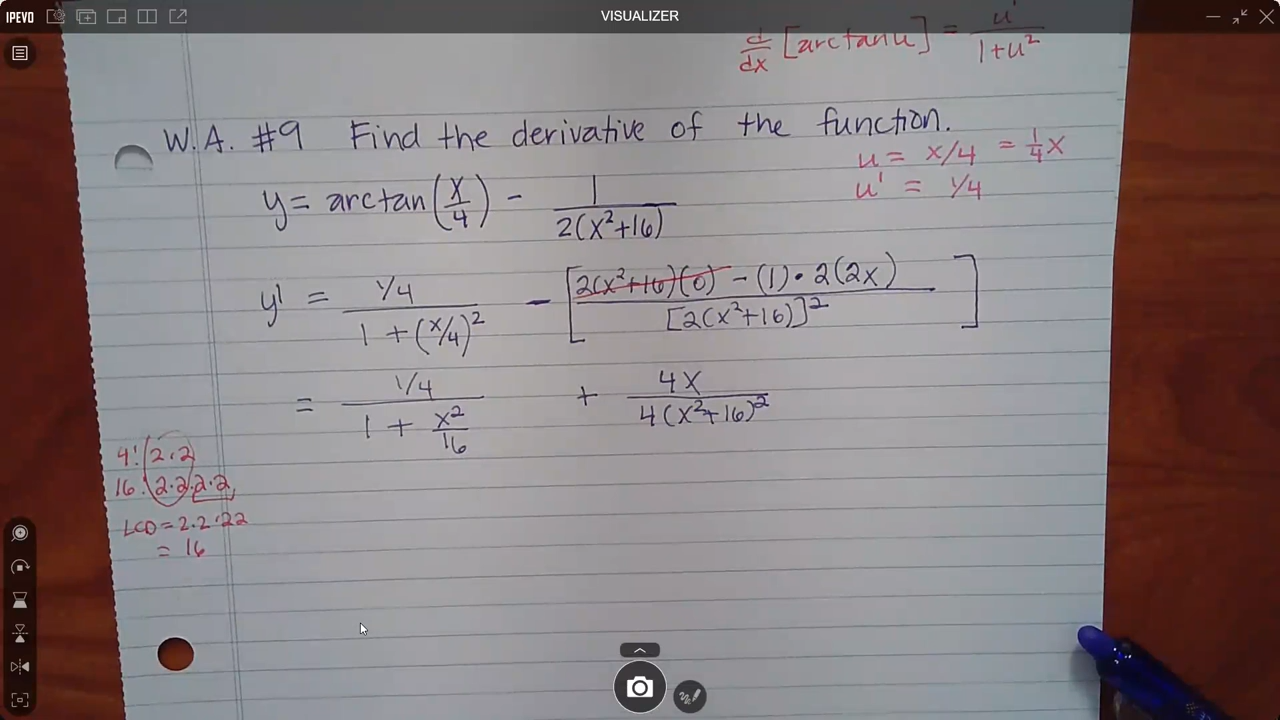 IPEVO
VISUALIZER
d/dx [arctan u] = u'/1+u²
W.A. #9 Find the derivative of the function.
u = x/4 = ¼x
u' = ¼
y = arctan(x/4) - 1/2(x²+16)
y' = ¼/1 + (x/4)² - [2(x²+16)(0) - (1)·2(2x)/[2(x²+16)]²]
= ¼/1 + x²/16 + 4x/4(x²+16)²
4: (2·2)
16: (2·2)·2·2
LCD = 2·2·22
= 16